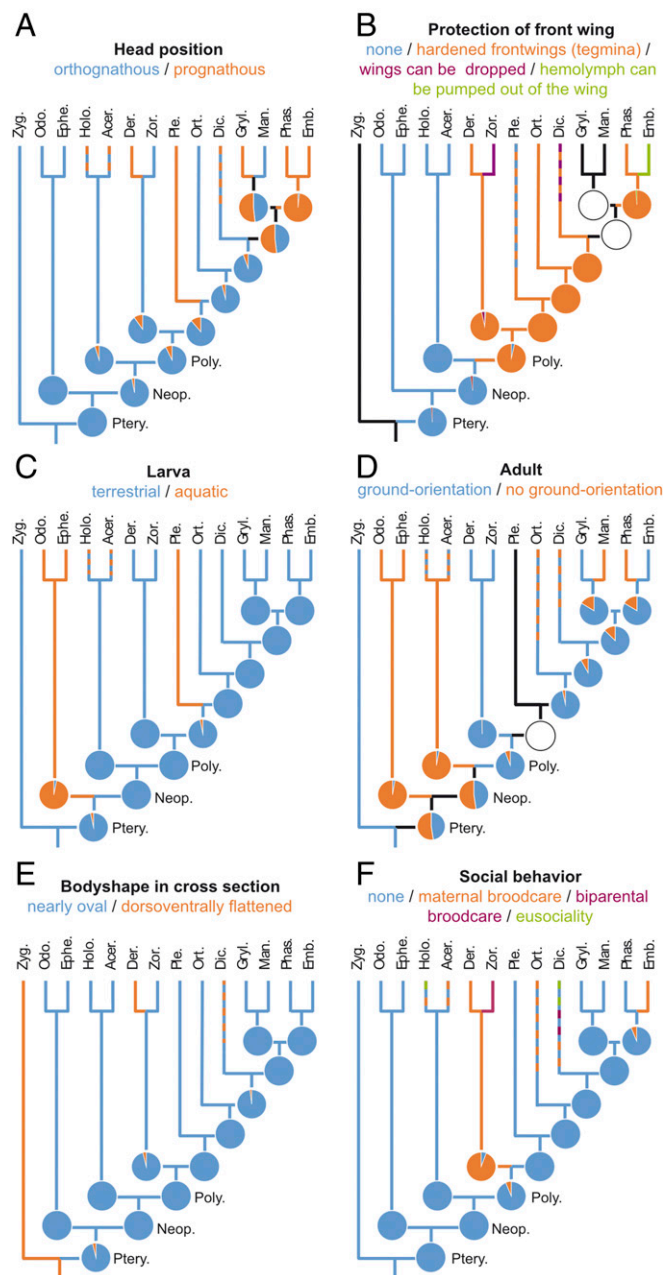 A
Head position
orthognathous / prognathous
Zyg.
Odo.
Ephe.
Holo.
Acer.
Der.
Zor.
Ple.
Ort.
Dic.
Gryl.
Man.
Phas.
Emb.
Poly.
Neop.
Ptery.
B
Protection of front wing
none / hardened frontwings (tegmina) /
wings can be dropped / hemolymph can
be pumped out of the wing
Zyg.
Odo.
Ephe.
Holo.
Acer.
Der.
Zor.
Ple.
Ort.
Dic.
Gryl.
Man.
Phas.
Emb.
Poly.
Neop.
Ptery.
C
Larva
terrestrial / aquatic
Zyg.
Odo.
Ephe.
Holo.
Acer.
Der.
Zor.
Ple.
Ort.
Dic.
Gryl.
Man.
Phas.
Emb.
Poly.
Neop.
Ptery.
D
Adult
ground-orientation / no ground-orientation
Zyg.
Odo.
Ephe.
Holo.
Acer.
Der.
Zor.
Ple.
Ort.
Dic.
Gryl.
Man.
Phas.
Emb.
Poly.
Neop.
Ptery.
E
Bodyshape in cross section
nearly oval / dorsoventrally flattened
Zyg.
Odo.
Ephe.
Holo.
Acer.
Der.
Zor.
Ple.
Ort.
Dic.
Gryl.
Man.
Phas.
Emb.
Poly.
Neop.
Ptery.
F
Social behavior
none / maternal broodcare / biparental
broodcare / eusociality
Zyg.
Odo.
Ephe.
Holo.
Acer.
Der.
Zor.
Ple.
Ort.
Dic.
Gryl.
Man.
Phas.
Emb.
Poly.
Neop.
Ptery.